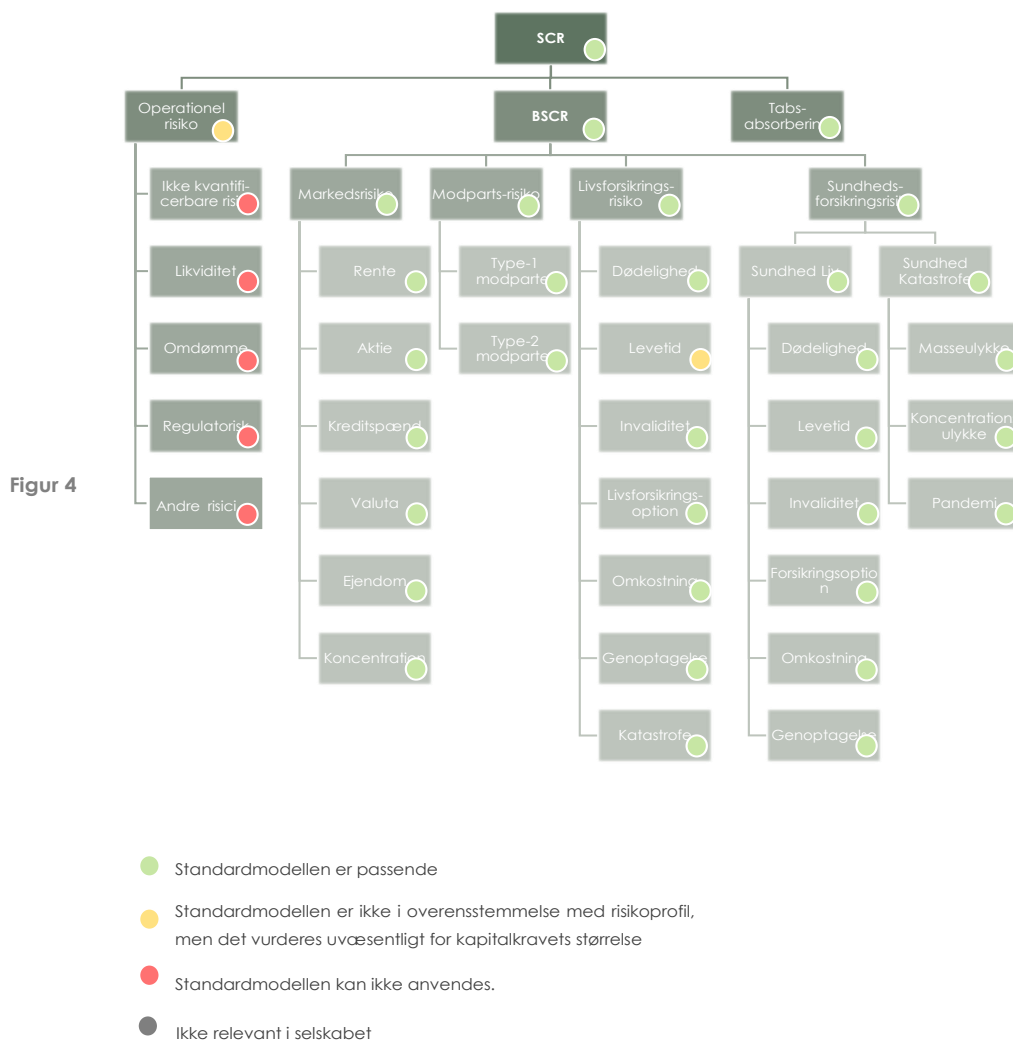 SCR
Operationel
risiko
BSCR
Tabs-
absorbering
Ikke kvantifi-
cerbare risici
Markedsrisiko
Modparts-risiko
Livsforsikrings-
risiko
Sundheds-
forsikringsrisiko
Likviditet
Rente
Type-1
modparter
Dødelighed
Sundhed Liv
Sundhed
Katastrofe
Omdømme
Aktie
Type-2
modparter
Levetid
Dødelighed
Masseulykke
Regulatorisk
Kreditspænd
Invaliditet
Levetid
Koncentrations
ulykke
Figur 4
Andre risici
Valuta
Livsforsikrings-
option
Invaliditet
Pandemi
Ejendom
Omkostning
Forsikringsoptio
n
Koncentration
Genoptagelse
Omkostning
Katastrofe
Genoptagelse
Standardmodellen er passende
Standardmodellen er ikke i overensstemmelse med risikoprofil,
men det vurderes uvæsentligt for kapitalkravets størrelse
Standardmodellen kan ikke anvendes.
Ikke relevant i selskabet